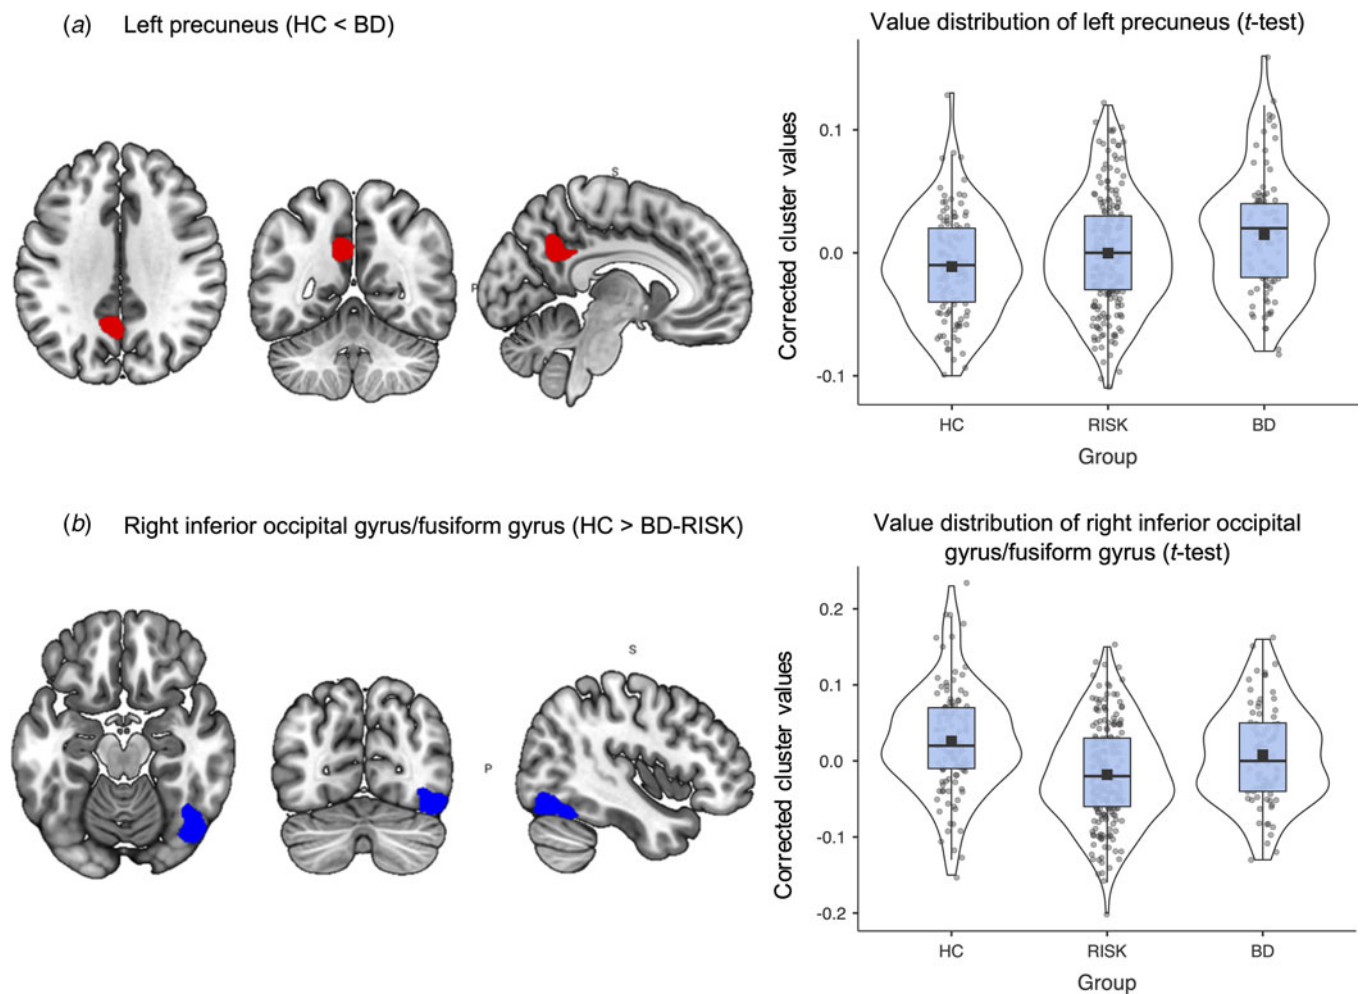 (a) Left precuneus (HC < BD)
Value distribution of left precuneus (t-test)
S
P
Corrected cluster values
0.1
0.0
-0.1
HC RISK BD
Group
(b) Right inferior occipital gyrus/fusiform gyrus (HC > BD-RISK)
Value distribution of right inferior occipital
gyrus/fusiform gyrus (t-test)
S
P
Corrected cluster values
0.2
0.1
0.0
-0.1
-0.2
HC RISK BD
Group